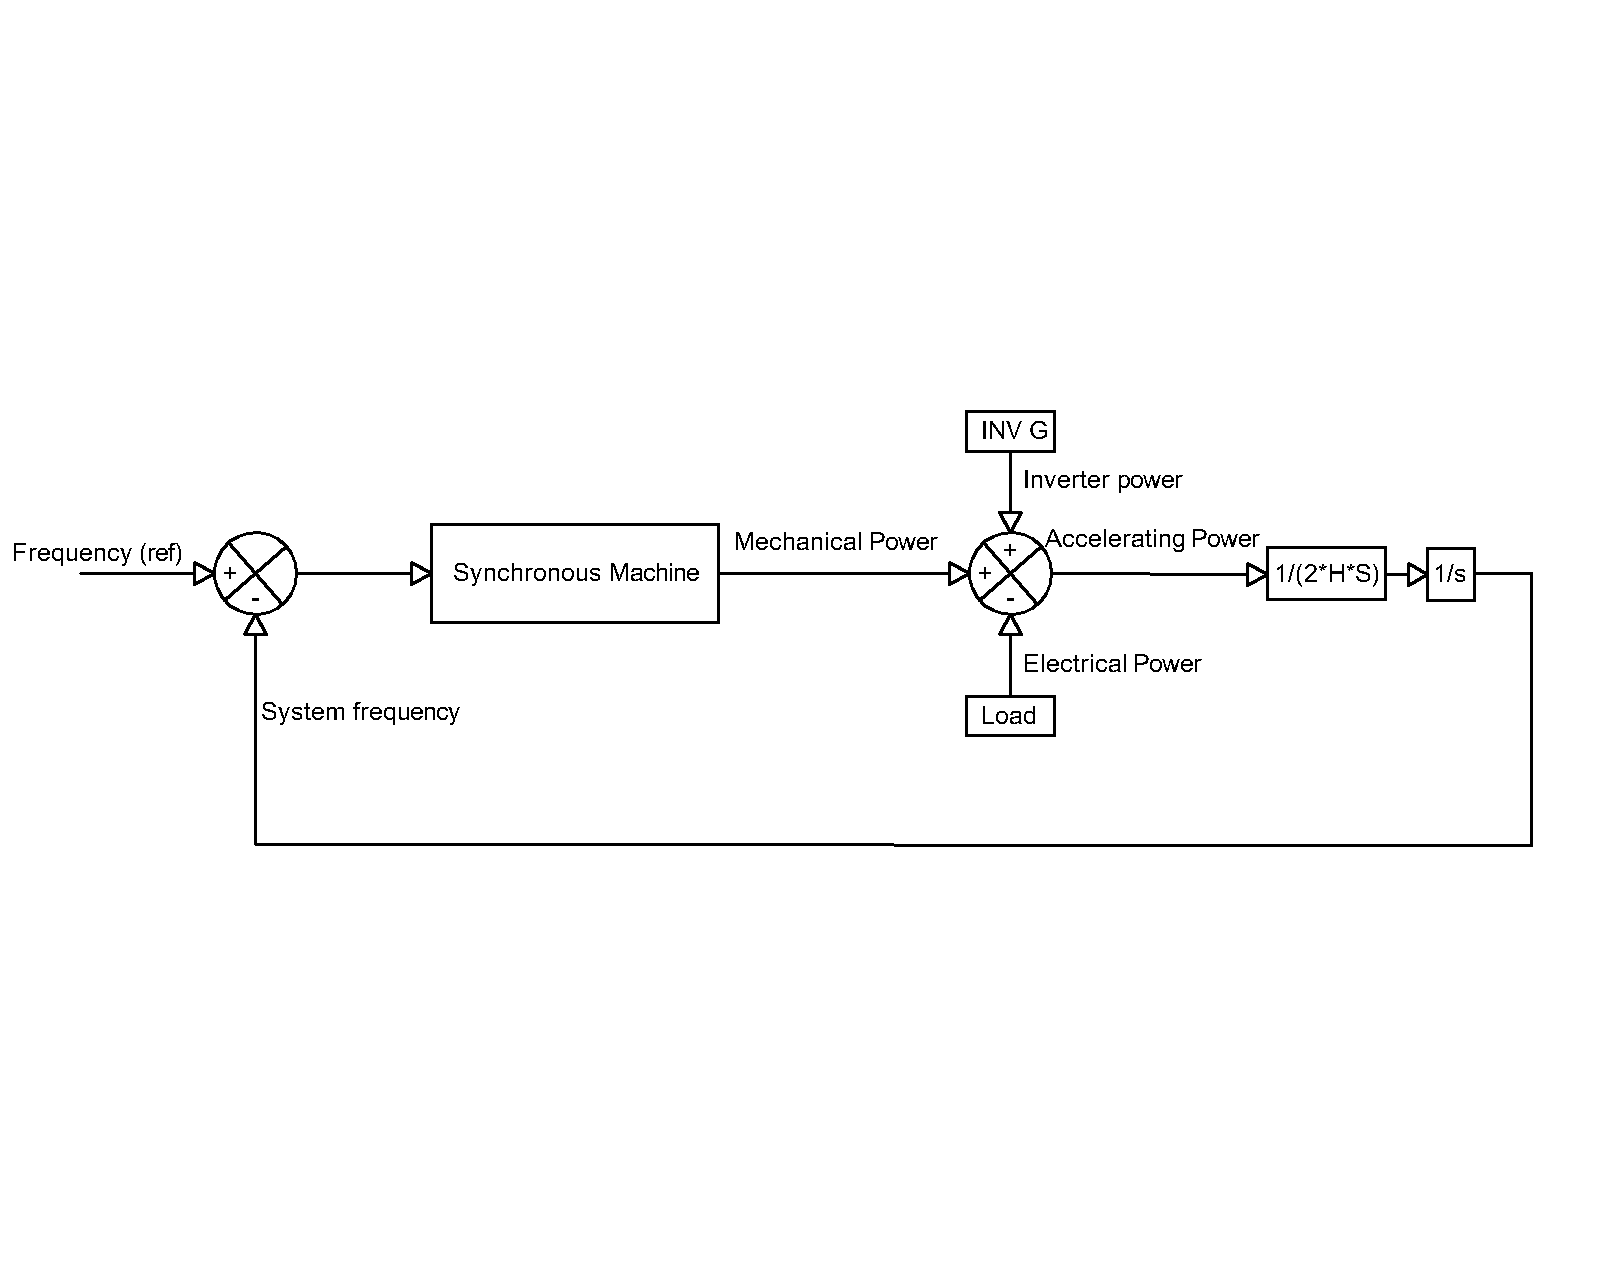 INV G
Inverter power
Frequency (ref)
+
-
Synchronous Machine
Mechanical Power
+
+
-
Accelerating Power
1/(2*H*S)
1/s
Electrical Power
Load
System frequency